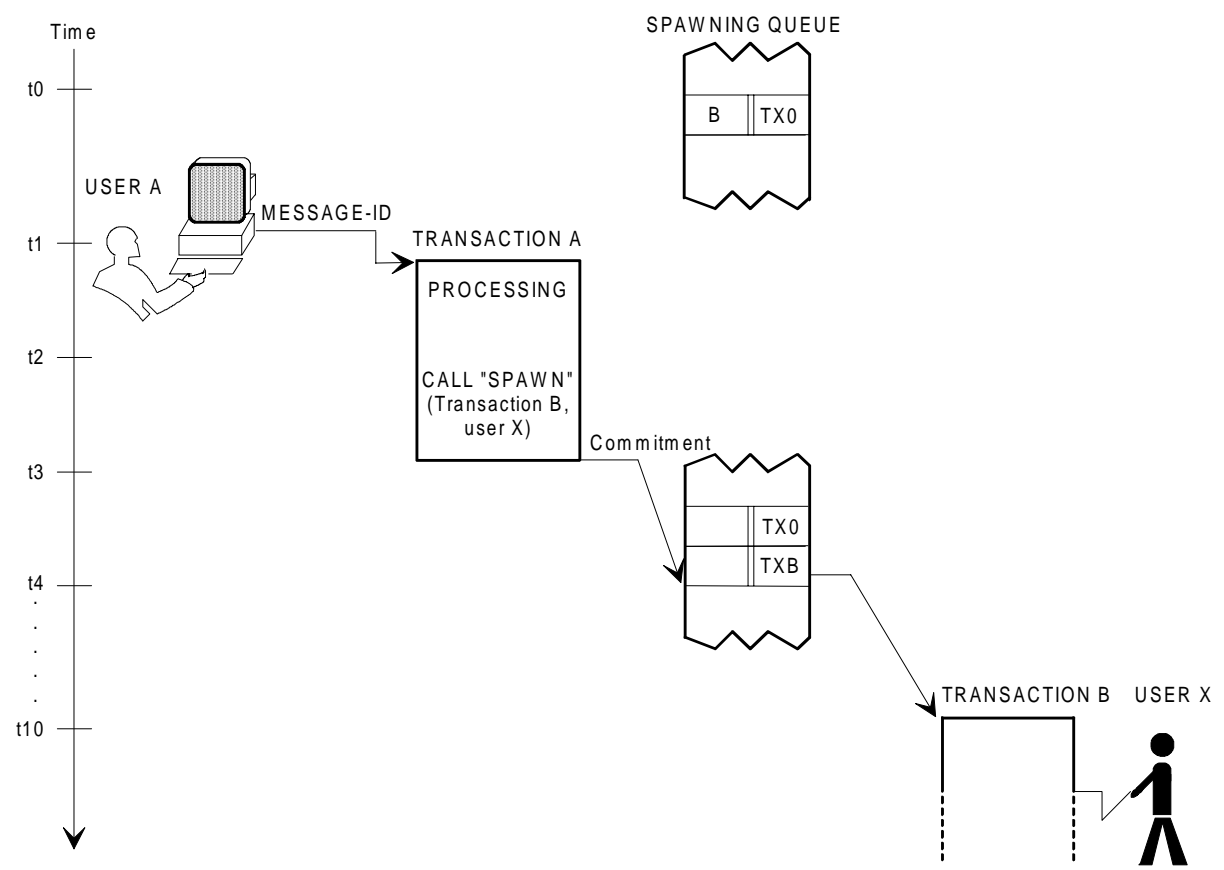 Time
SPAWNING QUEUE
t0
B TX0
USER A
MESSAGE-ID
t1
TRANSACTION A
PROCESSING
t2
CALL "SPAWN"
(Transaction B,
user X)
Commitment
t3
TX0
TXB
t4
.
.
.
.
.
TRANSACTION B
USER X
t10